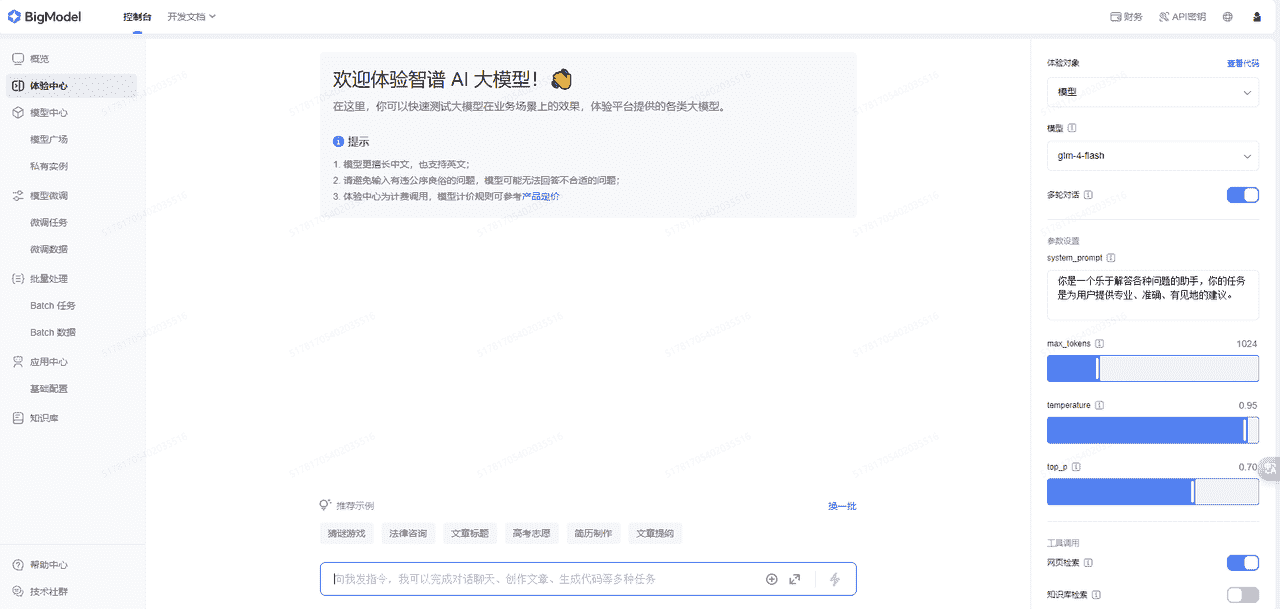 BigModel
控制台
开发文档
财务
API密钥
概览
体验中心
模型中心
模型广场
私有实例
模型微调
微调任务
微调数据
批量处理
Batch 任务
Batch 数据
应用中心
基础配置
知识库
帮助中心
技术社群
欢迎体验智谱 AI 大模型！
在这里，你可以快速测试大模型在业务场景上的效果，体验平台提供的各类大模型。
提示
1. 模型更擅长中文，也支持英文；
2. 请避免输入有违公序良俗的问题，模型可能无法回答不合适的问题；
3. 体验中心为计费调用，模型计价规则可参考产品定价
推荐示例
换一批
猜谜游戏
法律咨询
文章标题
高考志愿
简历制作
文章提纲
向我发指令，我可以完成对话聊天、创作文章、生成代码等多种任务
体验对象
查看代码
模型
模型
glm-4-flash
多轮对话
参数设置
system_prompt
你是一个乐于解答各种问题的助手，你的任务
是为用户提供专业、准确、有见地的建议。
max_tokens
1024
temperature
0.95
top_p
0.70
工具调用
网页检索
知识库检索